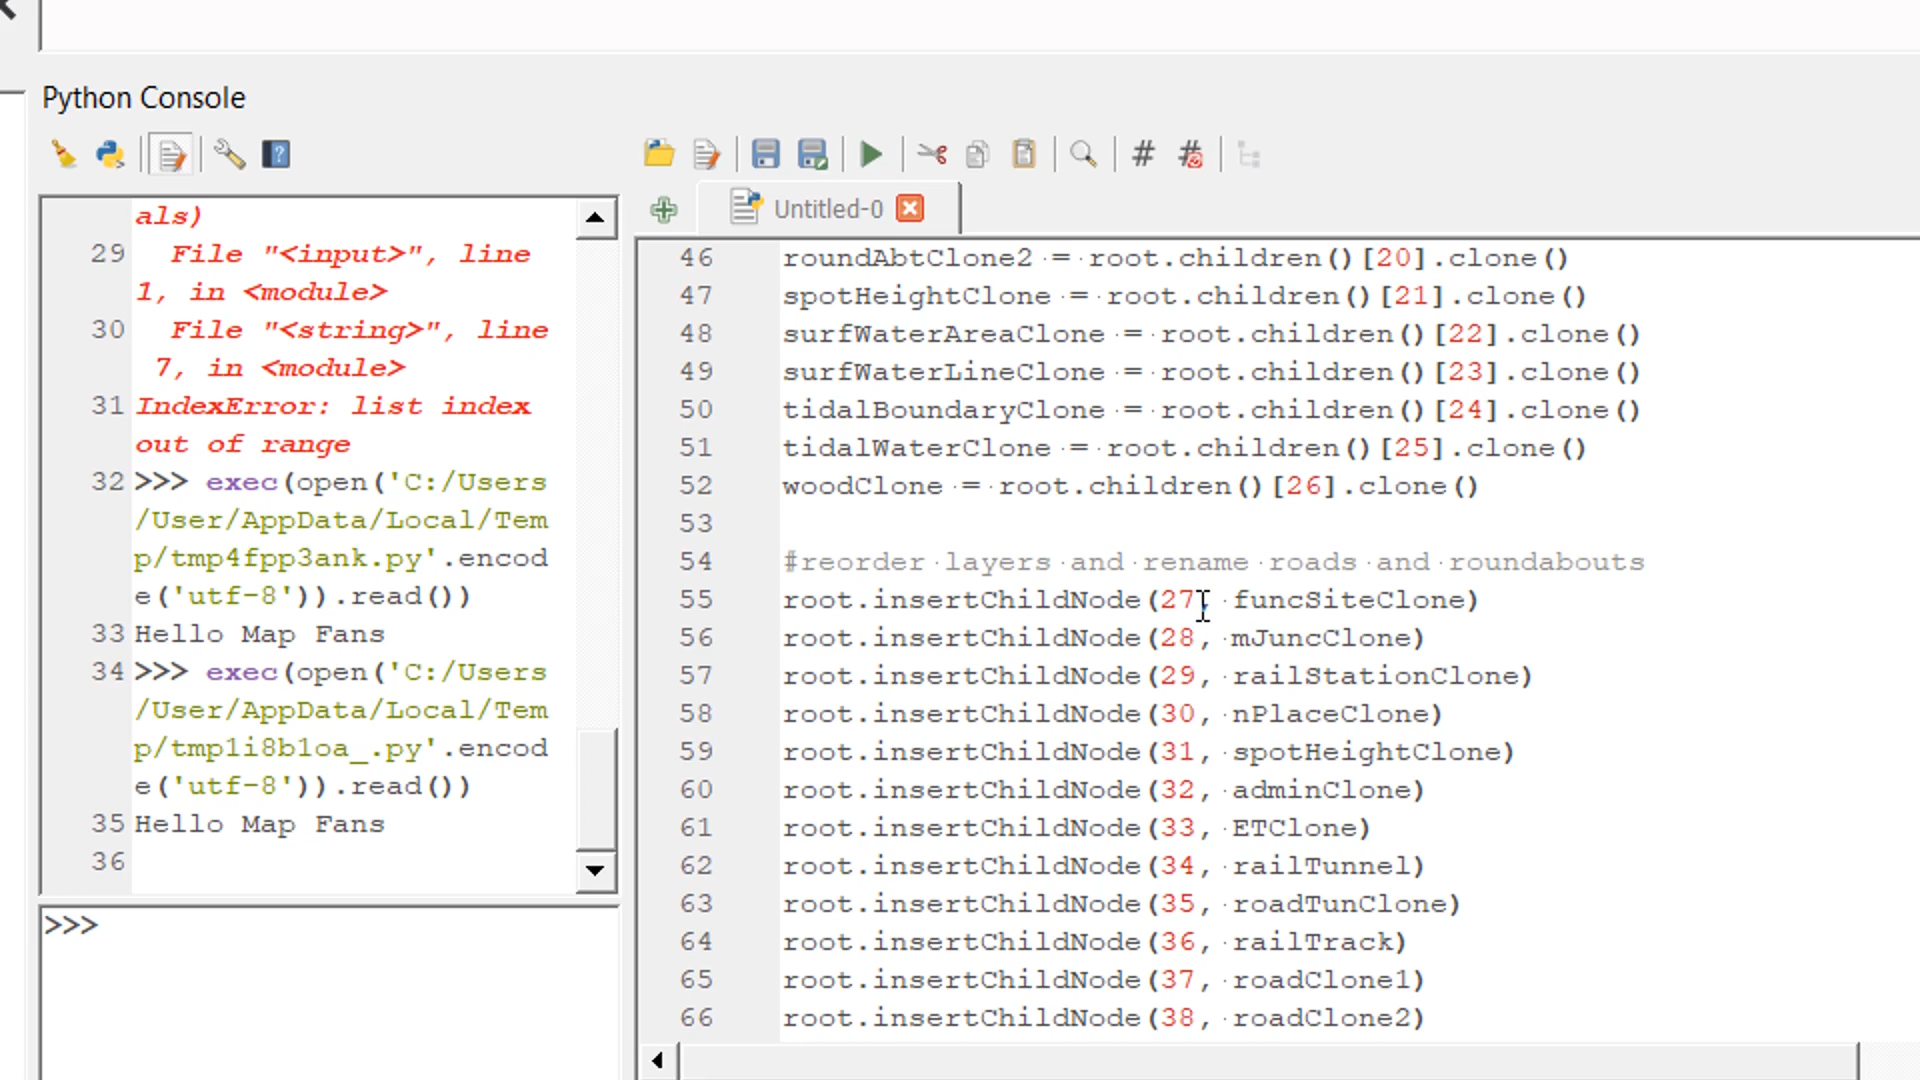 Python Console
Untitled-0
als)
29 File "<input>", line
1, in <module>
30 File "<string>", line
7, in <module>
31 IndexError: list index
out of range
32 >>> exec(open('C:/Users
/User/AppData/Local/Tem
p/tmp4fpp3ank.py'.encod
e('utf-8')).read())
33 Hello Map Fans
34 >>> exec(open('C:/Users
/User/AppData/Local/Tem
p/tmp1i8b1oa_.py'.encod
e('utf-8')).read())
35 Hello Map Fans
36
>>>
46 roundAbtClone2 = root.children()[20].clone()
47 spotHeightClone = root.children()[21].clone()
48 surfWaterAreaClone = root.children()[22].clone()
49 surfWaterLineClone = root.children()[23].clone()
50 tidalBoundaryClone = root.children()[24].clone()
51 tidalWaterClone = root.children()[25].clone()
52 woodClone = root.children()[26].clone()
53
54 #reorder layers and rename roads and roundabouts
55 root.insertChildNode(27, funcSiteClone)
56 root.insertChildNode(28, mJuncClone)
57 root.insertChildNode(29, railStationClone)
58 root.insertChildNode(30, nPlaceClone)
59 root.insertChildNode(31, spotHeightClone)
60 root.insertChildNode(32, adminClone)
61 root.insertChildNode(33, ETClone)
62 root.insertChildNode(34, railTunnel)
63 root.insertChildNode(35, roadTunClone)
64 root.insertChildNode(36, railTrack)
65 root.insertChildNode(37, roadClone1)
66 root.insertChildNode(38, roadClone2)